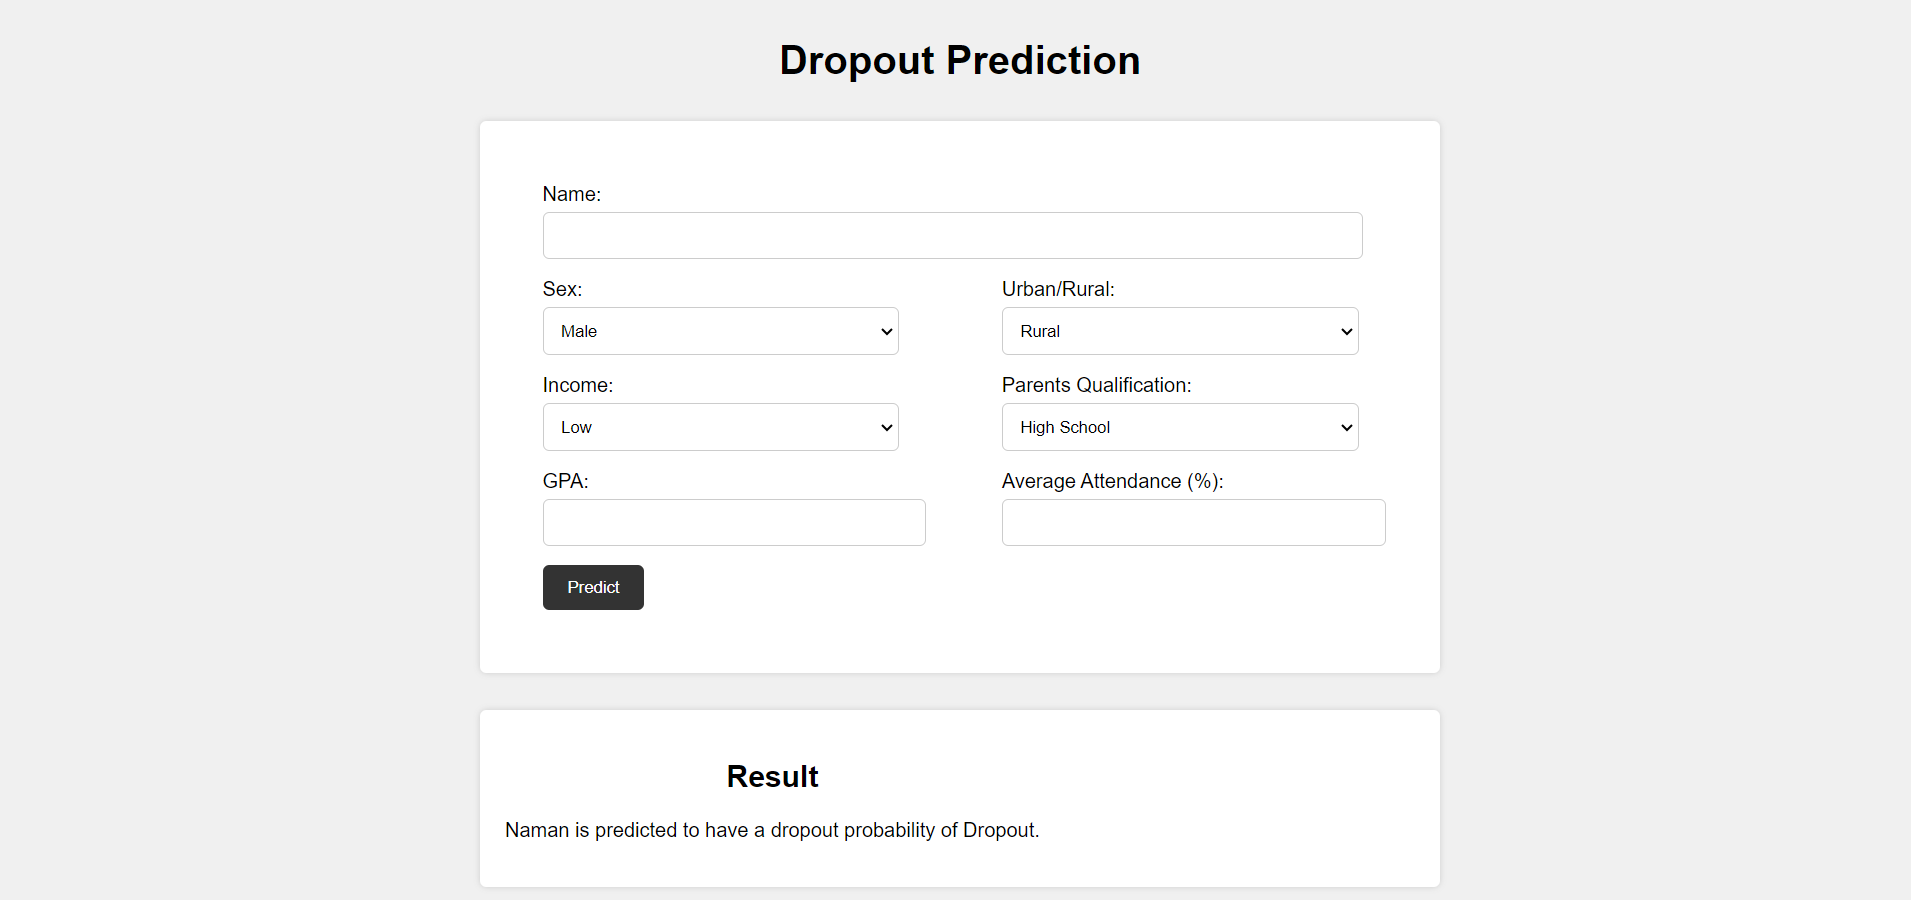 Dropout Prediction
Name:
Sex: Urban/Rural:
Male Rural
Income: Parents Qualification:
Low High School
GPA: Average Attendance (%):
Predict
Result
Naman is predicted to have a dropout probability of Dropout.